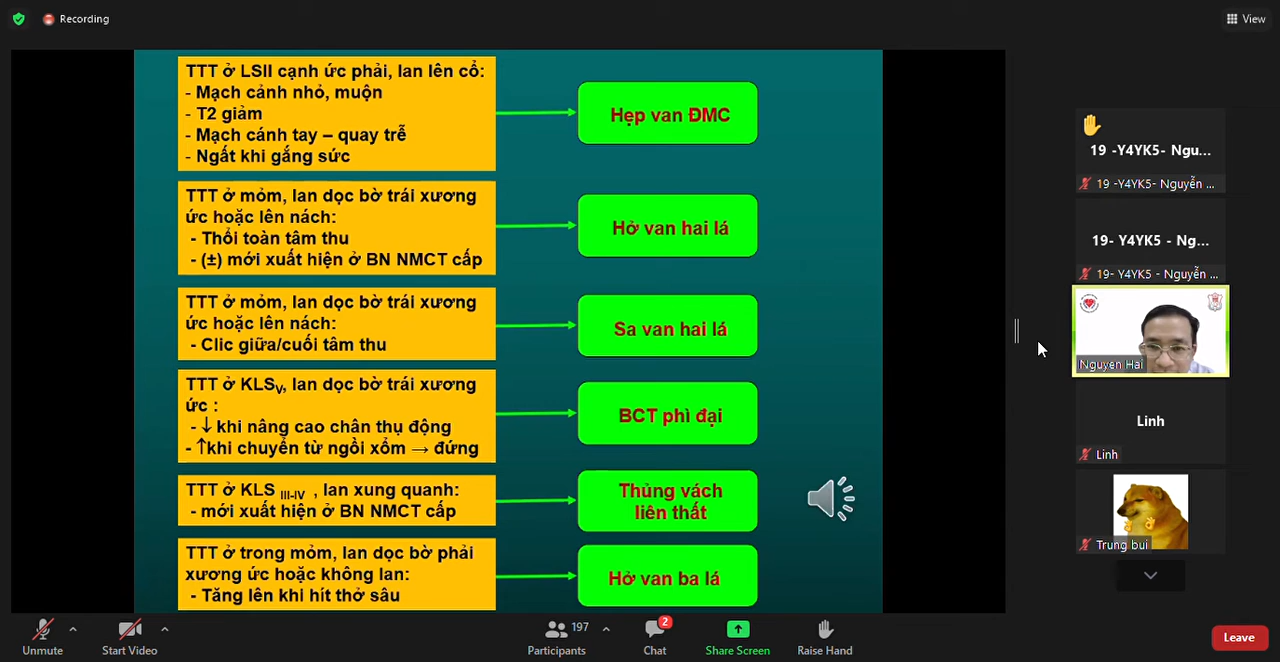 Recording
View
TTT ở LSII cạnh ức phải, lan lên cổ:
- Mạch cảnh nhỏ, muộn
- T2 giảm
- Mạch cánh tay – quay trễ
- Ngất khi gắng sức
Hẹp van ĐMC
TTT ở mỏm, lan dọc bờ trái xương
ức hoặc lên nách:
- Thổi toàn tâm thu
- (±) mới xuất hiện ở BN NMCT cấp
Hở van hai lá
TTT ở mỏm, lan dọc bờ trái xương
ức hoặc lên nách:
- Clic giữa/cuối tâm thu
Sa van hai lá
TTT ở KLSV, lan dọc bờ trái xương
ức :
- ↓ khi nâng cao chân thụ động
- ↑khi chuyển từ ngồi xổm → đứng
BCT phì đại
TTT ở KLS III-IV , lan xung quanh:
- mới xuất hiện ở BN NMCT cấp
Thủng vách
liên thất
TTT ở trong mỏm, lan dọc bờ phải
xương ức hoặc không lan:
- Tăng lên khi hít thở sâu
Hở van ba lá
19 -Y4YK5- Ngu...
19 -Y4YK5- Nguyễn ...
19- Y4YK5 - Ng...
19- Y4YK5 - Nguyễn ...
Nguyen Hai
Linh
Linh
Trung bui
Unmute
Start Video
197
Participants
2
Chat
Share Screen
Raise Hand
Leave